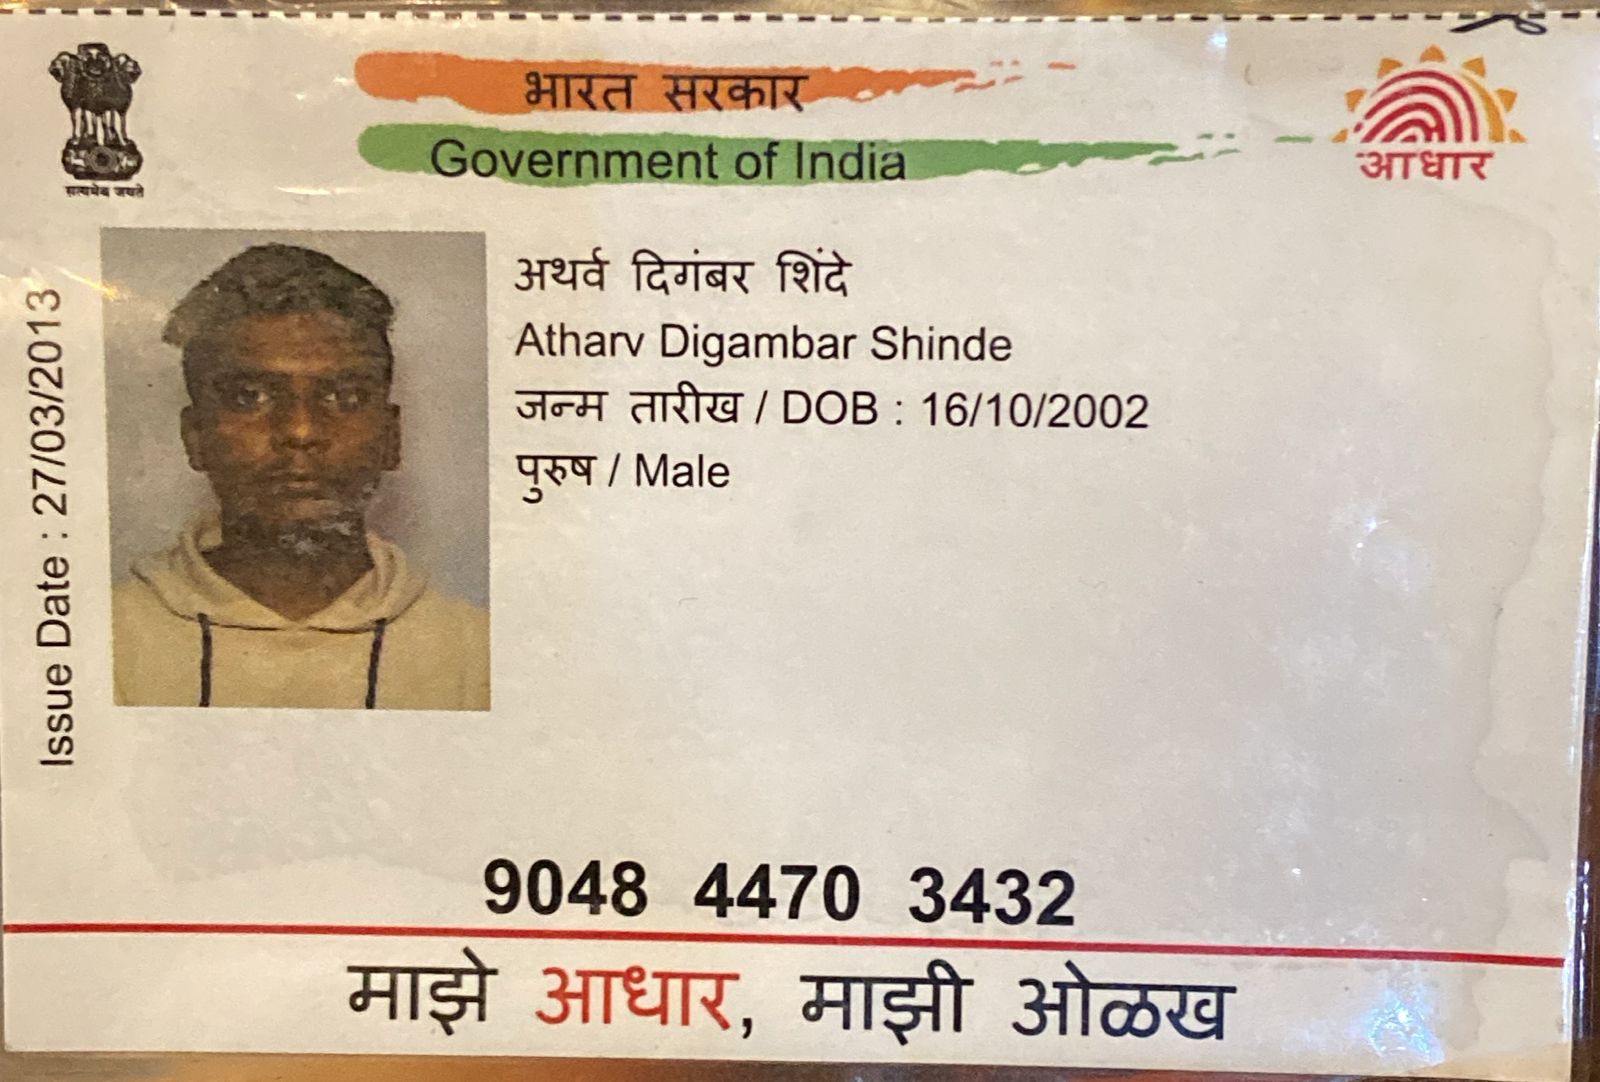 भारत सरकार
Government of India
आधार
सत्यमेव जयते
Issue Date : 27/03/2013
अथर्व दिगंबर शिंदे
Atharv Digambar Shinde
जन्म तारीख / DOB : 16/10/2002
पुरुष / Male
9048 4470 3432
माझे आधार, माझी ओळख